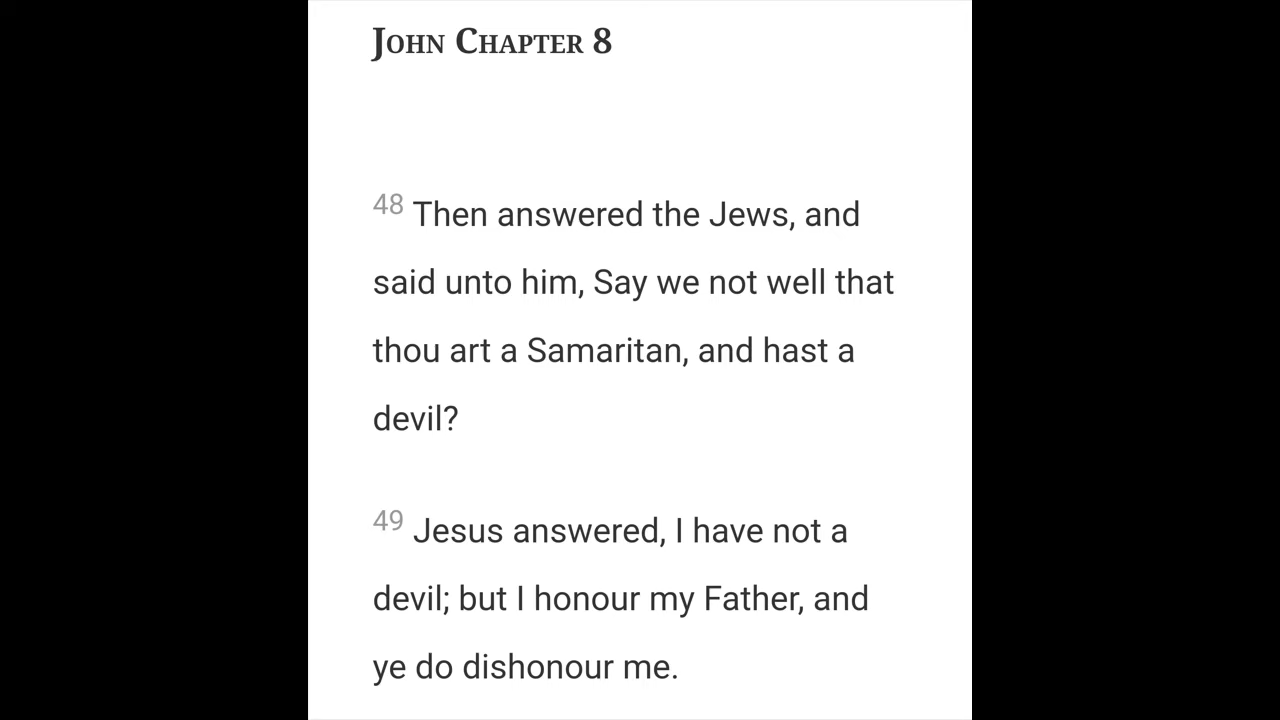 John Chapter 8
48 Then answered the Jews, and
said unto him, Say we not well that
thou art a Samaritan, and hast a
devil?
49 Jesus answered, I have not a
devil; but I honour my Father, and
ye do dishonour me.